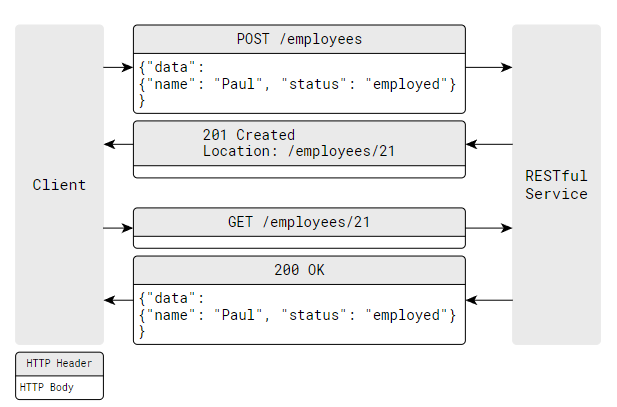 POST /employees
{"data":
{"name": "Paul", "status": "employed"}
}
201 Created
Location: /employees/21
Client
RESTful
Service
GET /employees/21
200 OK
{"data":
{"name": "Paul", "status": "employed"}
}
HTTP Header
HTTP Body